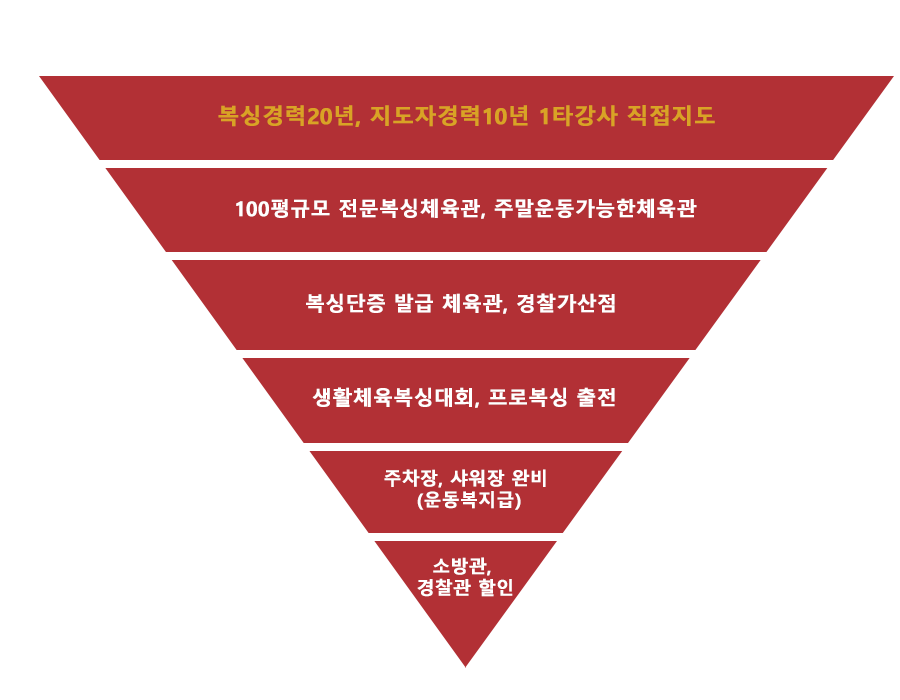 복싱경력20년, 지도자경력10년 1타강사 직접지도
100평규모 전문복싱체육관, 주말운동가능한체육관
복싱단증 발급 체육관, 경찰가산점
생활체육복싱대회, 프로복싱 출전
주차장, 샤워장 완비
(운동복지급)
소방관,
경찰관 할인